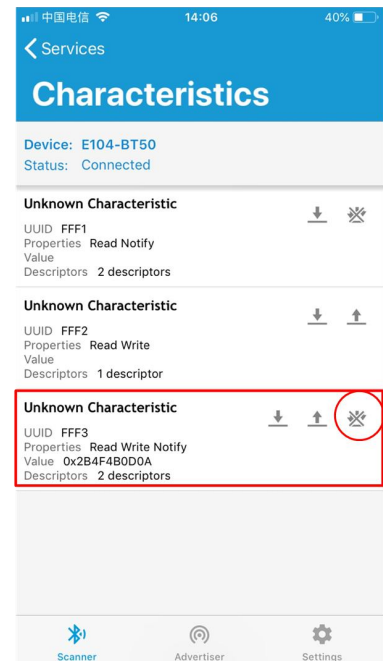 中国电信 14:06 40%
Services
Characteristics
Device: E104-BT50
Status: Connected
Unknown Characteristic
UUID FFF1
Properties Read Notify
Value
Descriptors 2 descriptors
Unknown Characteristic
UUID FFF2
Properties Read Write
Value
Descriptors 1 descriptor
Unknown Characteristic
UUID FFF3
Properties Read Write Notify
Value 0x2B4F4B0D0A
Descriptors 2 descriptors
Scanner Advertiser Settings